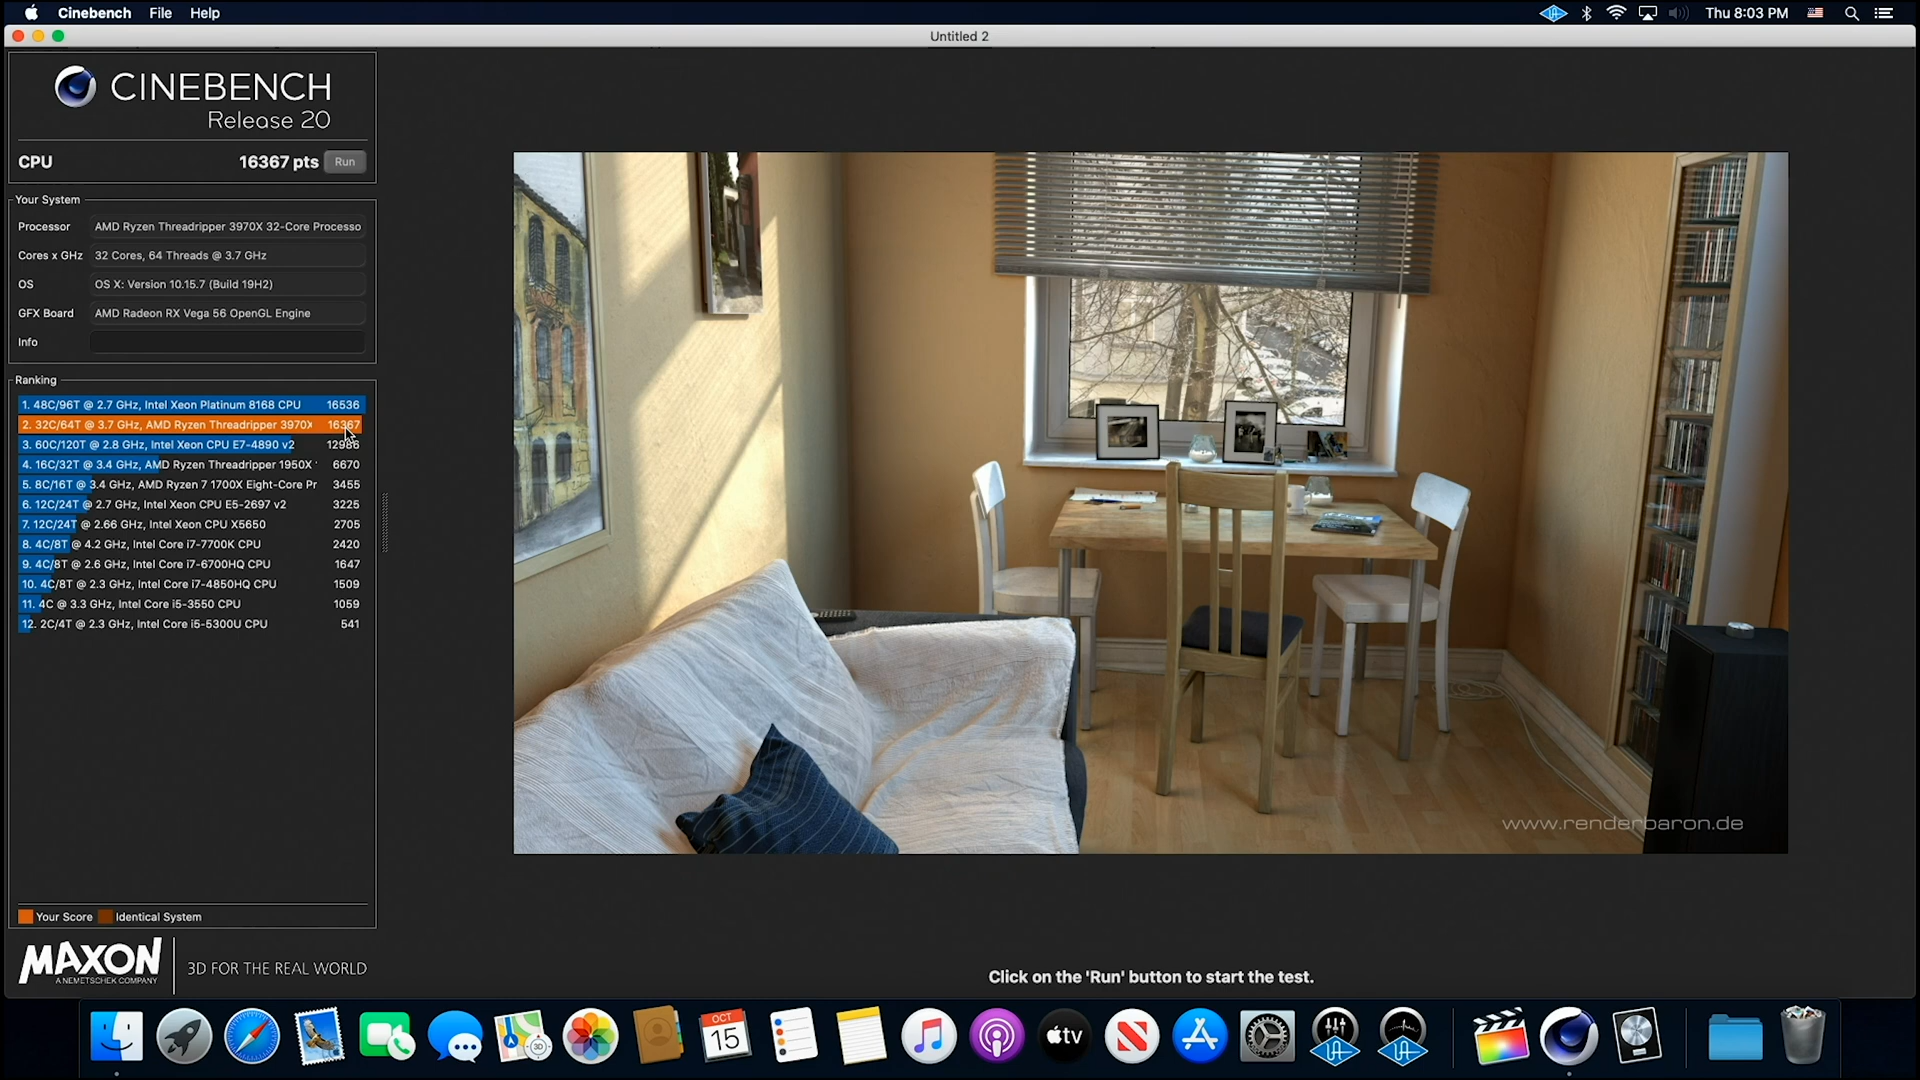 Cinebench File Help
Thu 8:03 PM
Untitled 2
CINEBENCH
Release 20
CPU 16367 pts Run
Your System
Processor AMD Ryzen Threadripper 3970X 32-Core Processo
Cores x GHz 32 Cores, 64 Threads @ 3.7 GHz
OS OS X: Version 10.15.7 (Build 19H2)
GFX Board AMD Radeon RX Vega 56 OpenGL Engine
Info
Ranking
1. 48C/96T @ 2.7 GHz, Intel Xeon Platinum 8168 CPU 16536
2. 32C/64T @ 3.7 GHz, AMD Ryzen Threadripper 3970X 16367
3. 60C/120T @ 2.8 GHz, Intel Xeon CPU E7-4890 v2 12986
4. 16C/32T @ 3.4 GHz, AMD Ryzen Threadripper 1950X 6670
5. 8C/16T @ 3.4 GHz, AMD Ryzen 7 1700X Eight-Core Pr 3455
6. 12C/24T @ 2.7 GHz, Intel Xeon CPU E5-2697 v2 3225
7. 12C/24T @ 2.66 GHz, Intel Xeon CPU X5650 2705
8. 4C/8T @ 4.2 GHz, Intel Core i7-7700K CPU 2420
9. 4C/8T @ 2.6 GHz, Intel Core i7-6700HQ CPU 1647
10. 4C/8T @ 2.3 GHz, Intel Core i7-4850HQ CPU 1509
11. 4C @ 3.3 GHz, Intel Core i5-3550 CPU 1059
12. 2C/4T @ 2.3 GHz, Intel Core i5-5300U CPU 541
www.renderbaron.de
Your Score Identical System
MAXON
A NEMETSCHEK COMPANY
3D FOR THE REAL WORLD
Click on the 'Run' button to start the test.
3D
OCT
15
tv